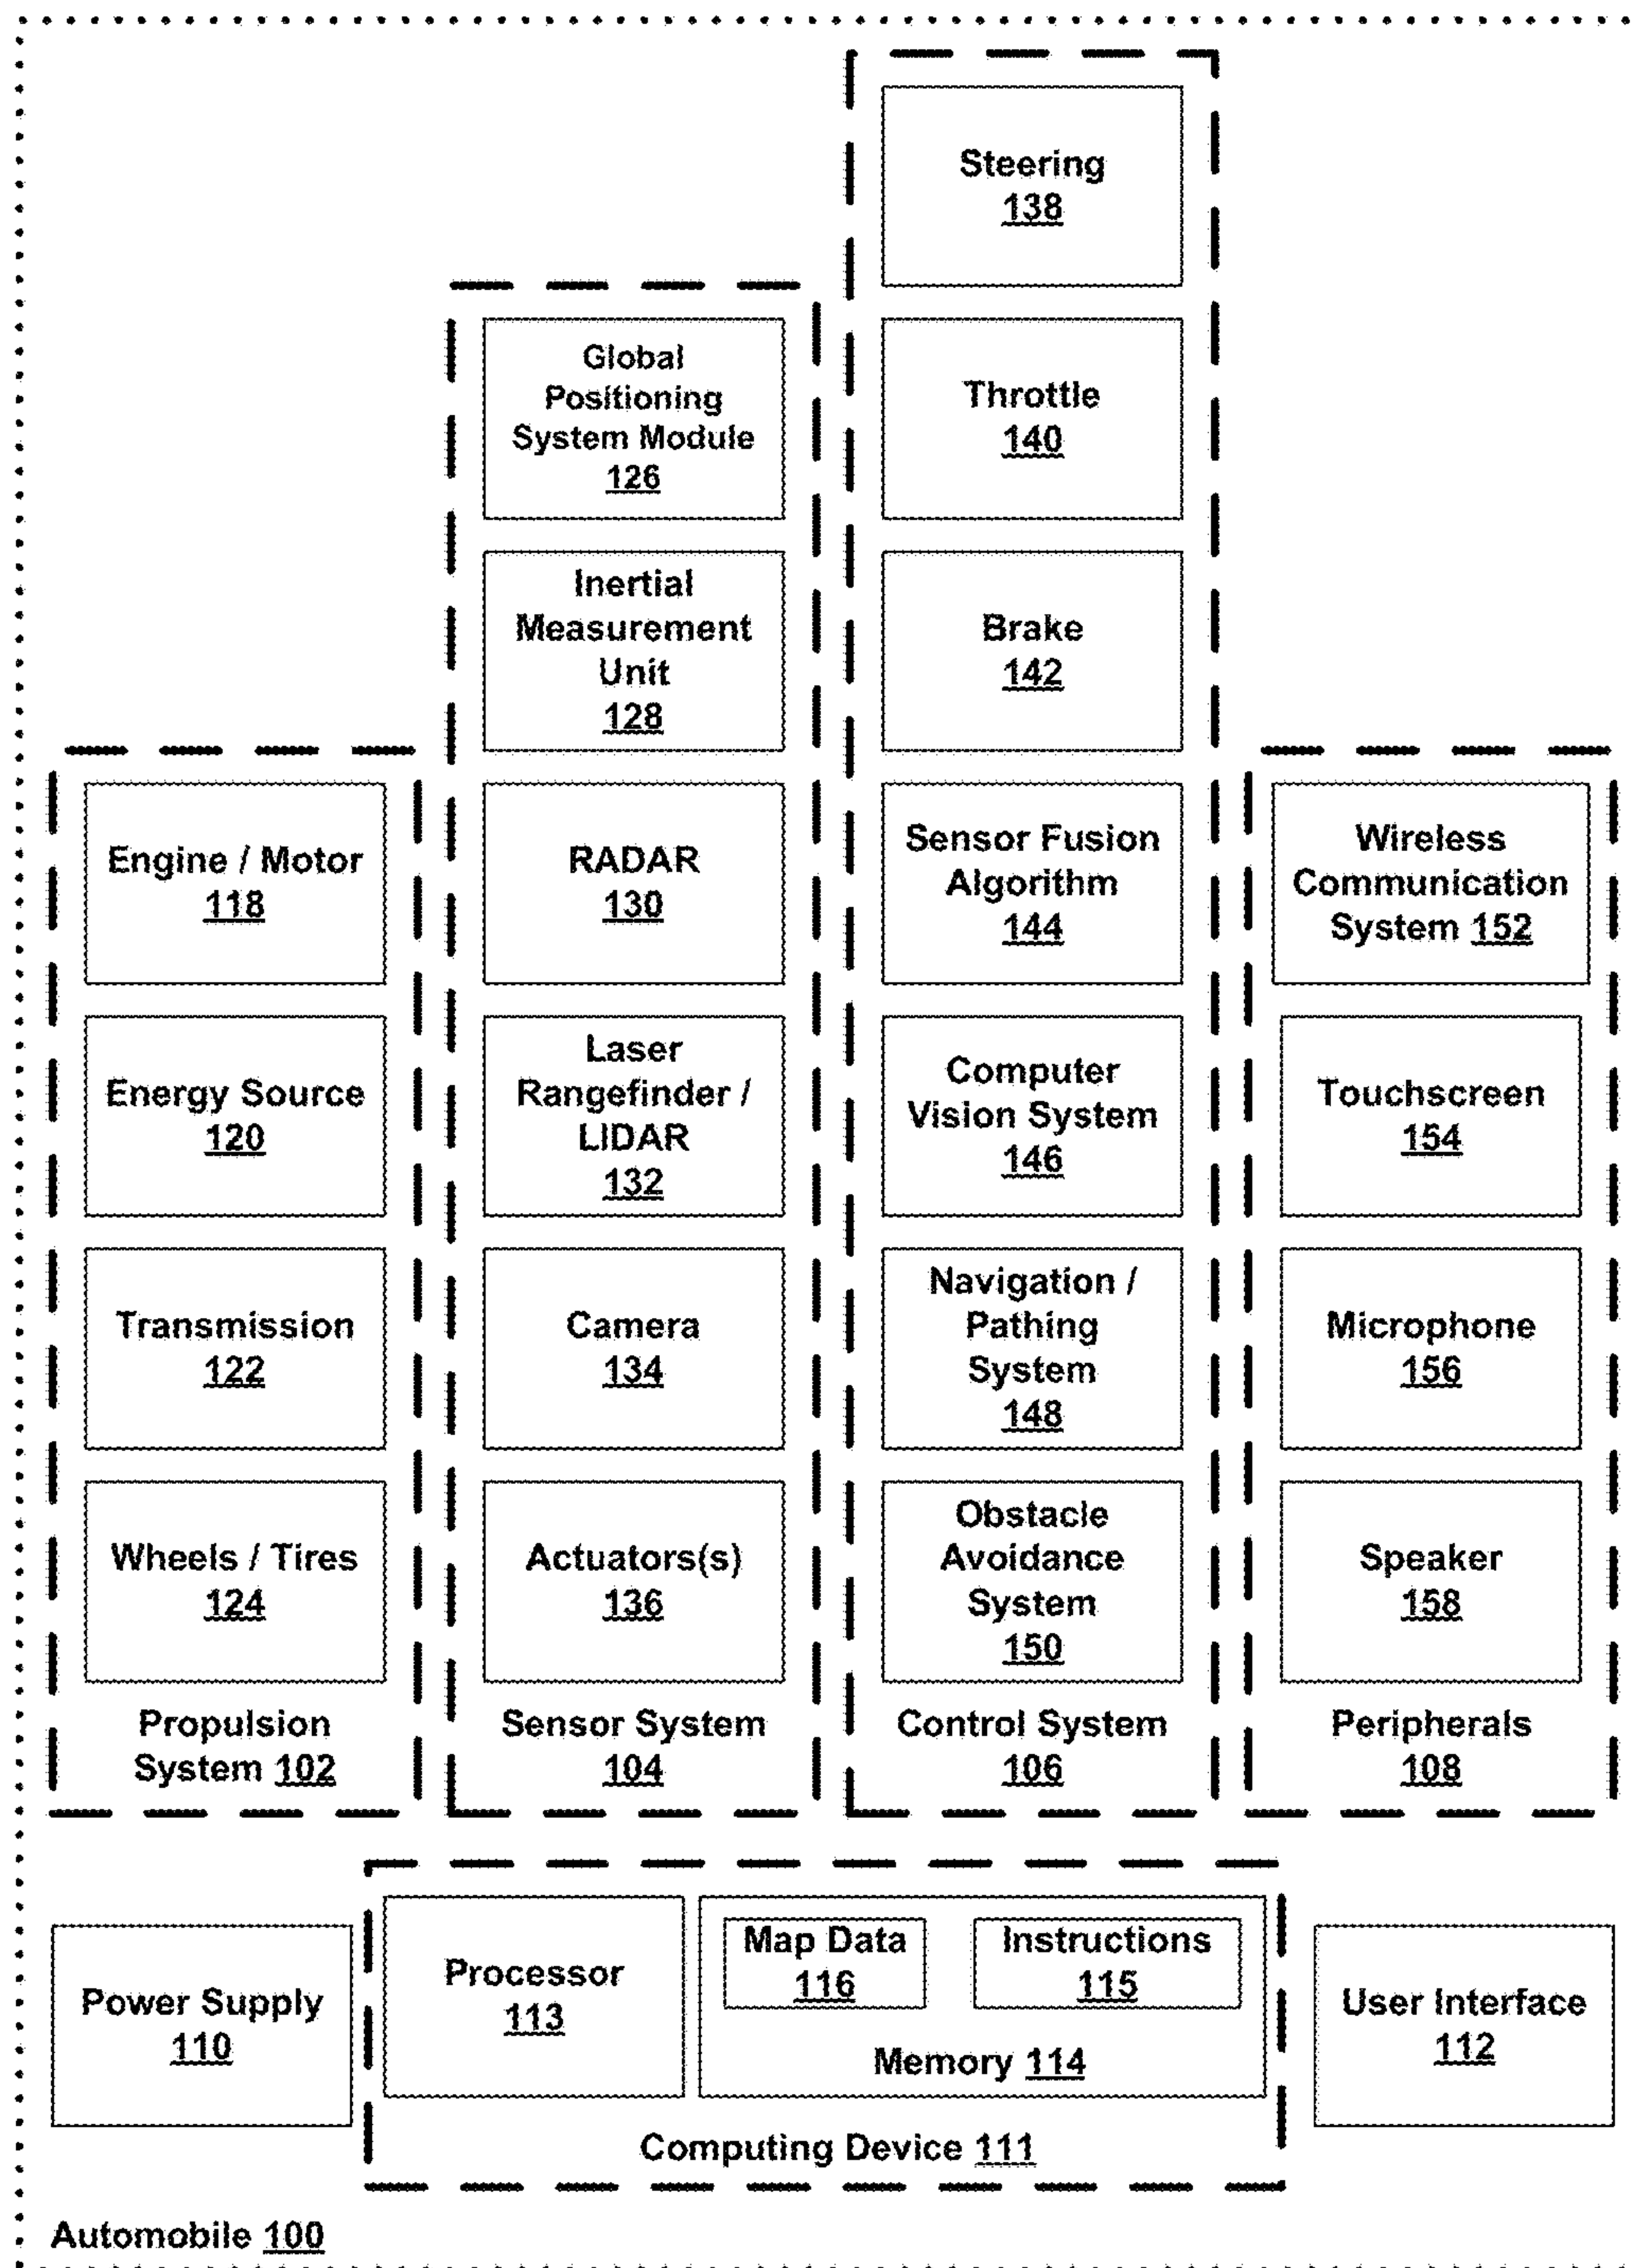 Steering
138
Throttle
140
Brake
142
Sensor Fusion
Algorithm
144
Computer
Vision System
146
Navigation /
Pathing
System
148
Obstacle
Avoidance
System
150
Control System
106
Global
Positioning
System Module
126
Inertial
Measurement
Unit
128
RADAR
130
Laser
Rangefinder /
LIDAR
132
Camera
134
Actuators(s)
136
Sensor System
104
Engine / Motor
118
Energy Source
120
Transmission
122
Wheels / Tires
124
Propulsion
System 102
Wireless
Communication
System 152
Touchscreen
154
Microphone
156
Speaker
158
Peripherals
108
Power Supply
110
Processor
113
Map Data
116
Instructions
115
Memory 114
Computing Device 111
User Interface
112
Automobile 100